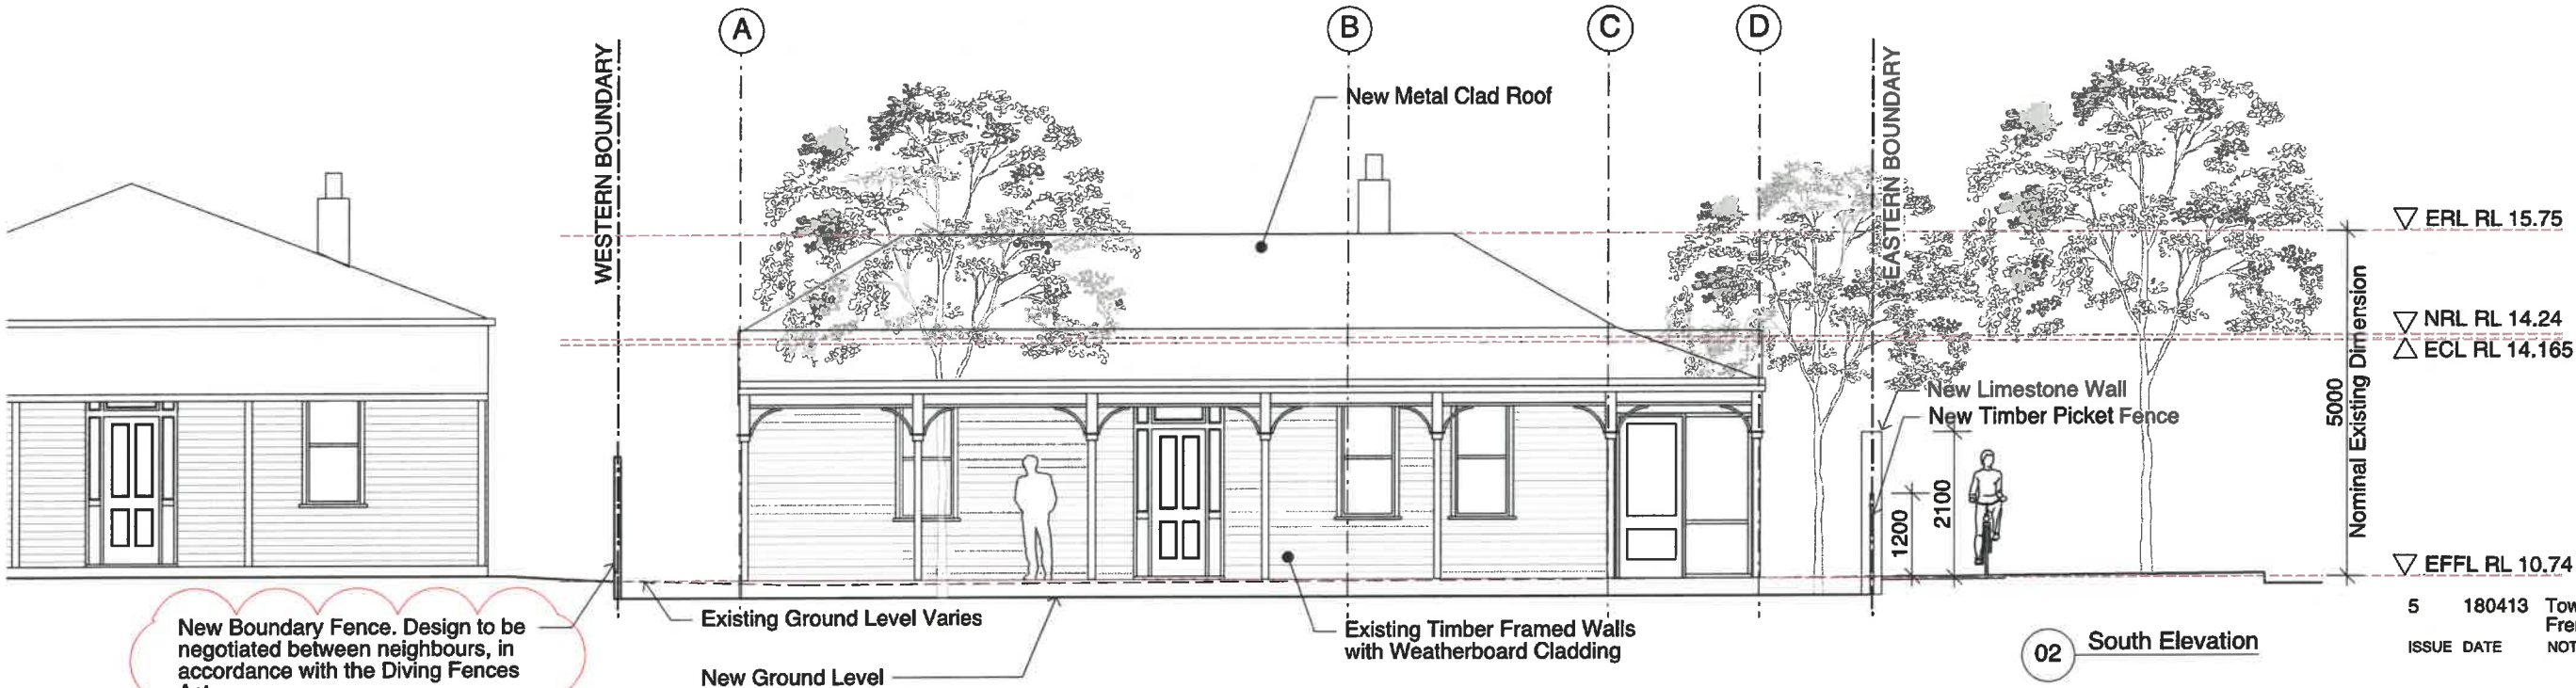 A
B
C
D
WESTERN BOUNDARY
EASTERN BOUNDARY
New Metal Clad Roof
ERL RL 15.75
NRL RL 14.24
ECL RL 14.165
New Limestone Wall
New Timber Picket Fence
5000
Nominal Existing Dimension
1200
2100
EFFL RL 10.74
New Boundary Fence. Design to be
negotiated between neighbours, in
accordance with the Diving Fences
Existing Ground Level Varies
New Ground Level
Existing Timber Framed Walls
with Weatherboard Cladding
02 South Elevation
5 180413
ISSUE DATE